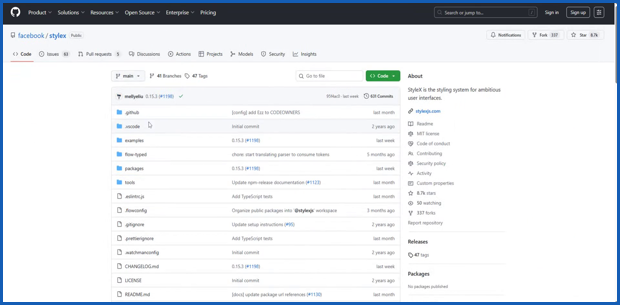 Product Solutions Resources Open Source Enterprise Pricing Search or jump to... / Sign in Sign up
facebook / stylex Public Notifications Fork 337 Star 8.7k
Code Issues 63 Pull requests 5 Discussions Actions Projects Models Security Insights
main 41 Branches 47 Tags Go to file Code
About
StyleX is the styling system for ambitious
user interfaces.
stylexjs.com
Readme
MIT license
Code of conduct
Contributing
Security policy
Activity
Custom properties
8.7k stars
50 watching
337 forks
Report repository
Releases
47 tags
Packages
No packages published
mellyeliu 0.15.3 (#1198) last week 631 Commits
.github [config] add Ezz to CODEOWNERS last month
.vscode Initial commit 2 years ago
examples 0.15.3 (#1198) last week
flow-typed chore: start translating parser to consume tokens 5 months ago
packages 0.15.3 (#1198) last week
tools Update npm-release documentation (#1123) last month
.eslintrc.js Add TypeScript tests last month
.flowconfig Organize public packages into `@stylexjs` workspace 3 months ago
.gitignore Update setup instructions (#90) 2 years ago
.prettierignore Add TypeScript tests last month
.watchmanconfig Initial commit 2 years ago
CHANGELOG.md 0.15.3 (#1198) last week
LICENSE Initial commit 2 years ago
README.md [docs] update package url references (#1130) last month